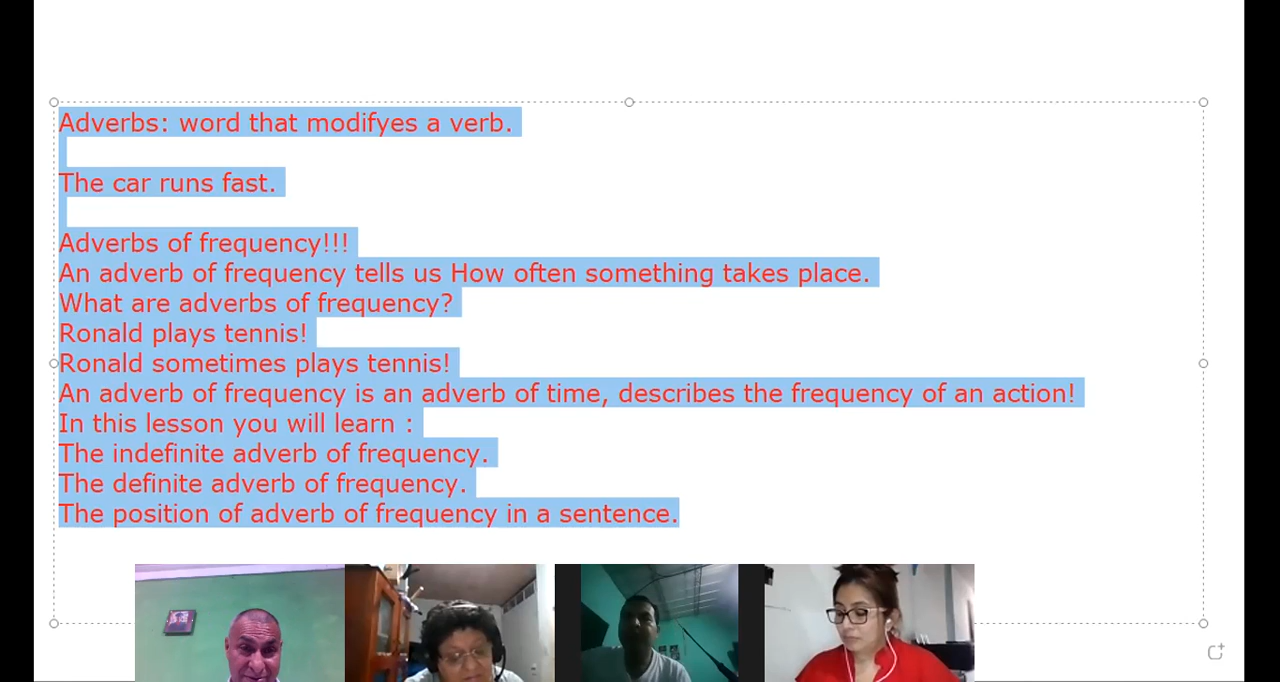 Adverbs: word that modifyes a verb.
The car runs fast.
Adverbs of frequency!!!
An adverb of frequency tells us How often something takes place.
What are adverbs of frequency?
Ronald plays tennis!
Ronald sometimes plays tennis!
An adverb of frequency is an adverb of time, describes the frequency of an action!
In this lesson you will learn :
The indefinite adverb of frequency.
The definite adverb of frequency.
The position of adverb of frequency in a sentence.